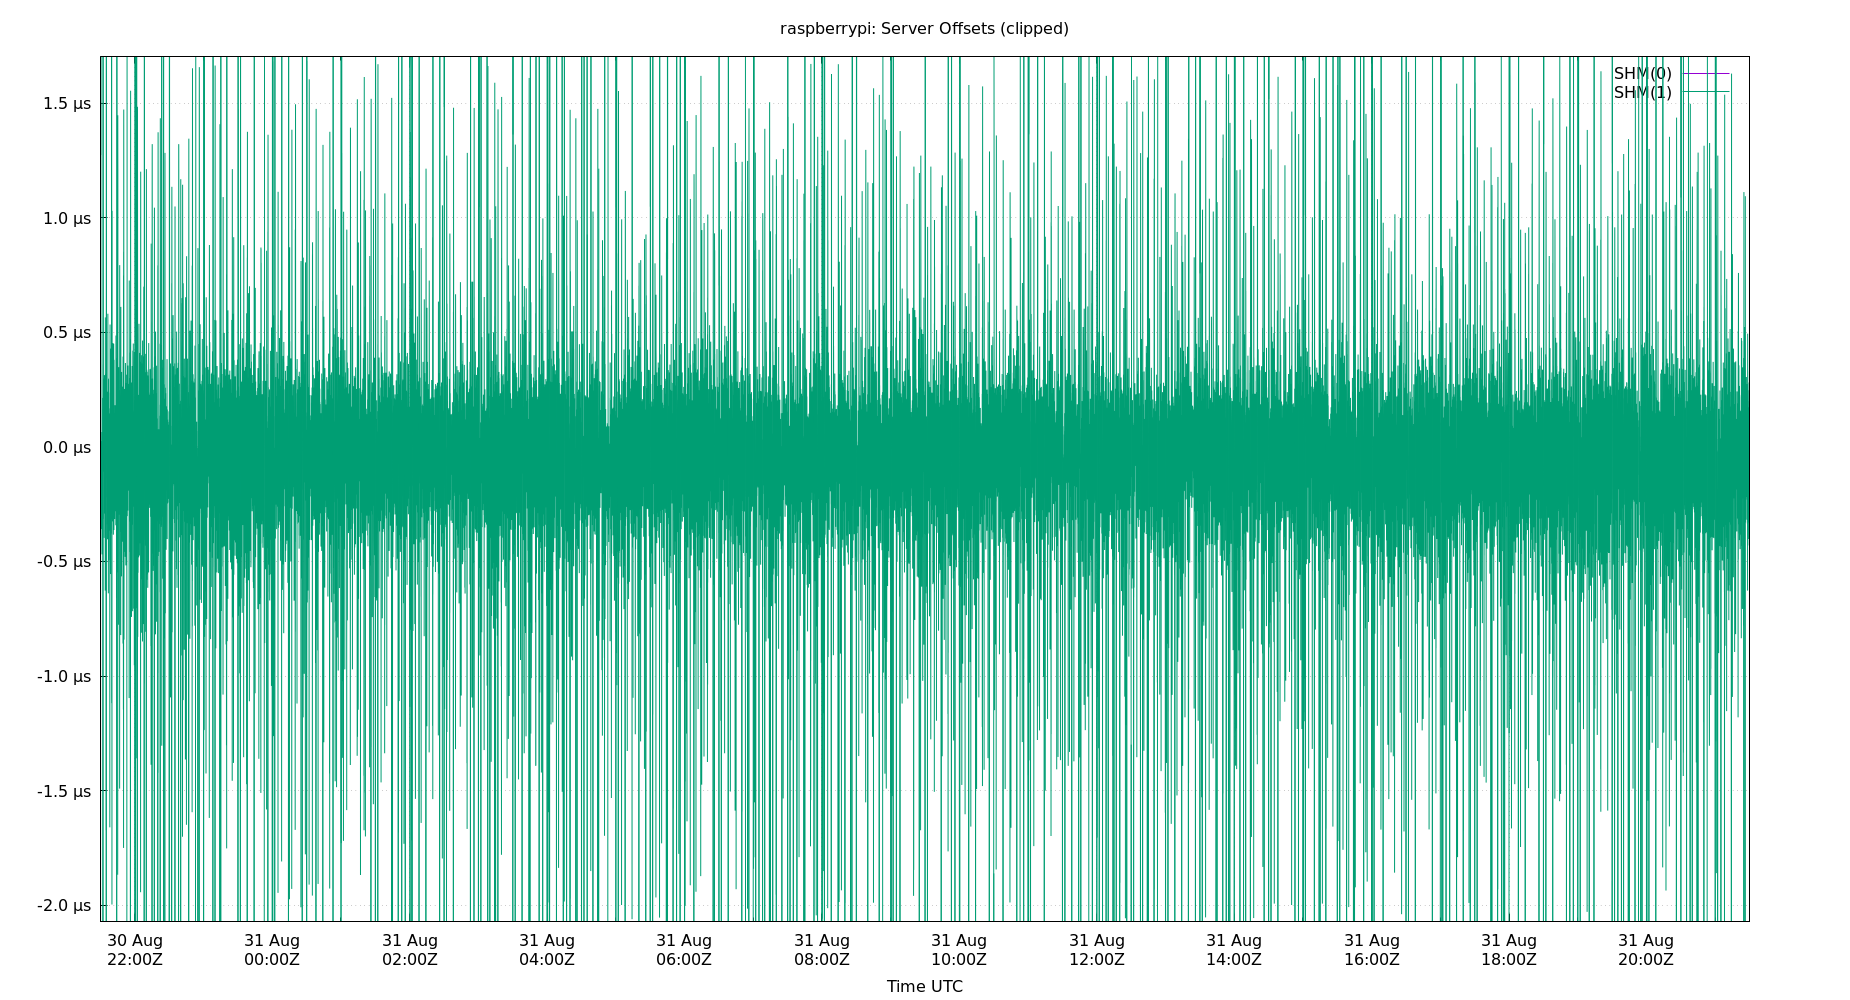 raspberrypi: Server Offsets (clipped)
SHM(0)
SHM(1)
1.5 µs
1.0 µs
0.5 µs
0.0 µs
-0.5 µs
-1.0 µs
-1.5 µs
-2.0 µs
30 Aug 31 Aug 31 Aug 31 Aug 31 Aug 31 Aug 31 Aug 31 Aug 31 Aug 31 Aug 31 Aug 31 Aug
22:00Z 00:00Z 02:00Z 04:00Z 06:00Z 08:00Z 10:00Z 12:00Z 14:00Z 16:00Z 18:00Z 20:00Z
Time UTC